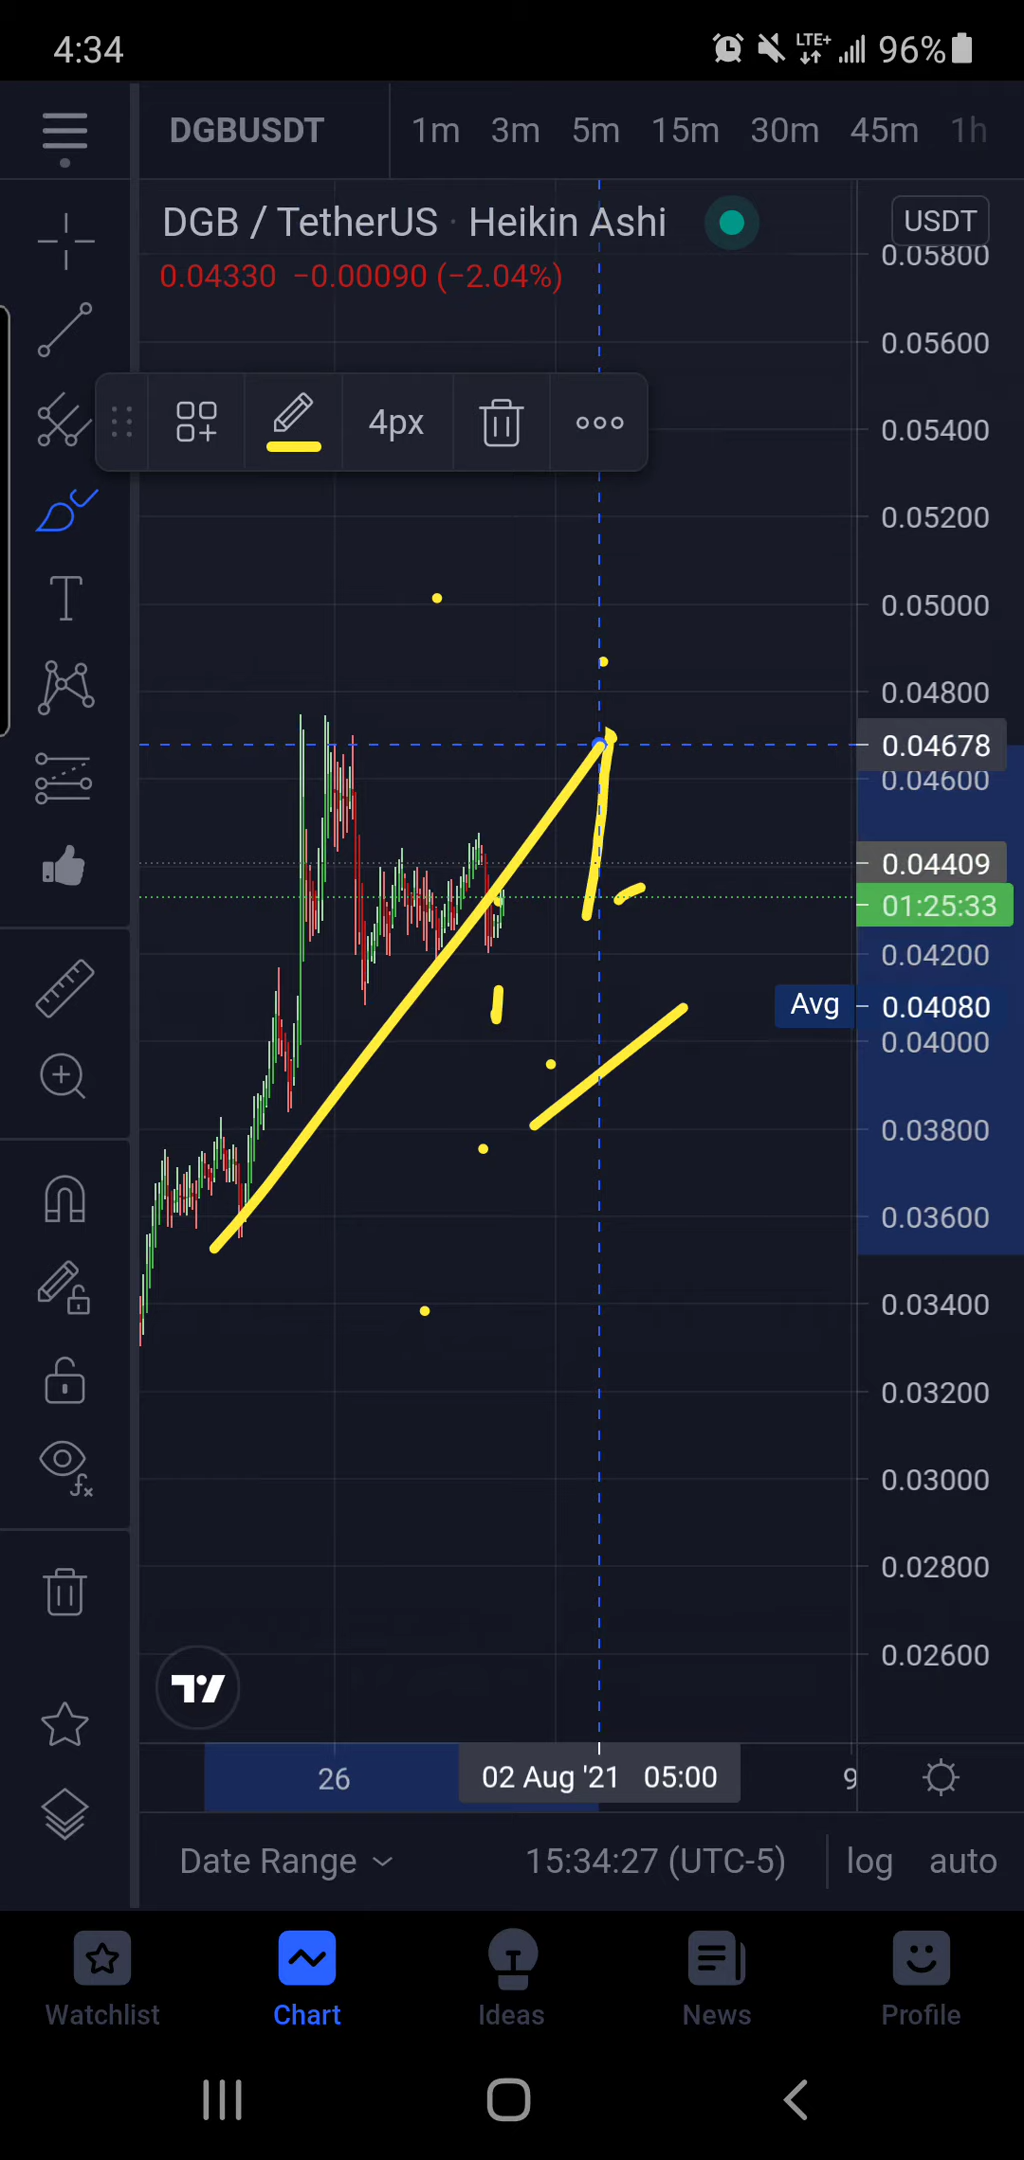 4:34 LTE+ 96%
DGBUSDT 1m 3m 5m 15m 30m 45m 1h
DGB / TetherUS · Heikin Ashi USDT
0.04330 −0.00090 (−2.04%)
0.05800
0.05600
4px
0.05400
0.05200
0.05000
0.04800
0.04678
0.04600
0.04409
01:25:33
0.04200
Avg 0.04080
0.04000
0.03800
0.03600
0.03400
0.03200
0.03000
0.02800
0.02600
26 02 Aug '21 05:00 9
Date Range 15:34:27 (UTC-5) log auto
Watchlist Chart Ideas News Profile